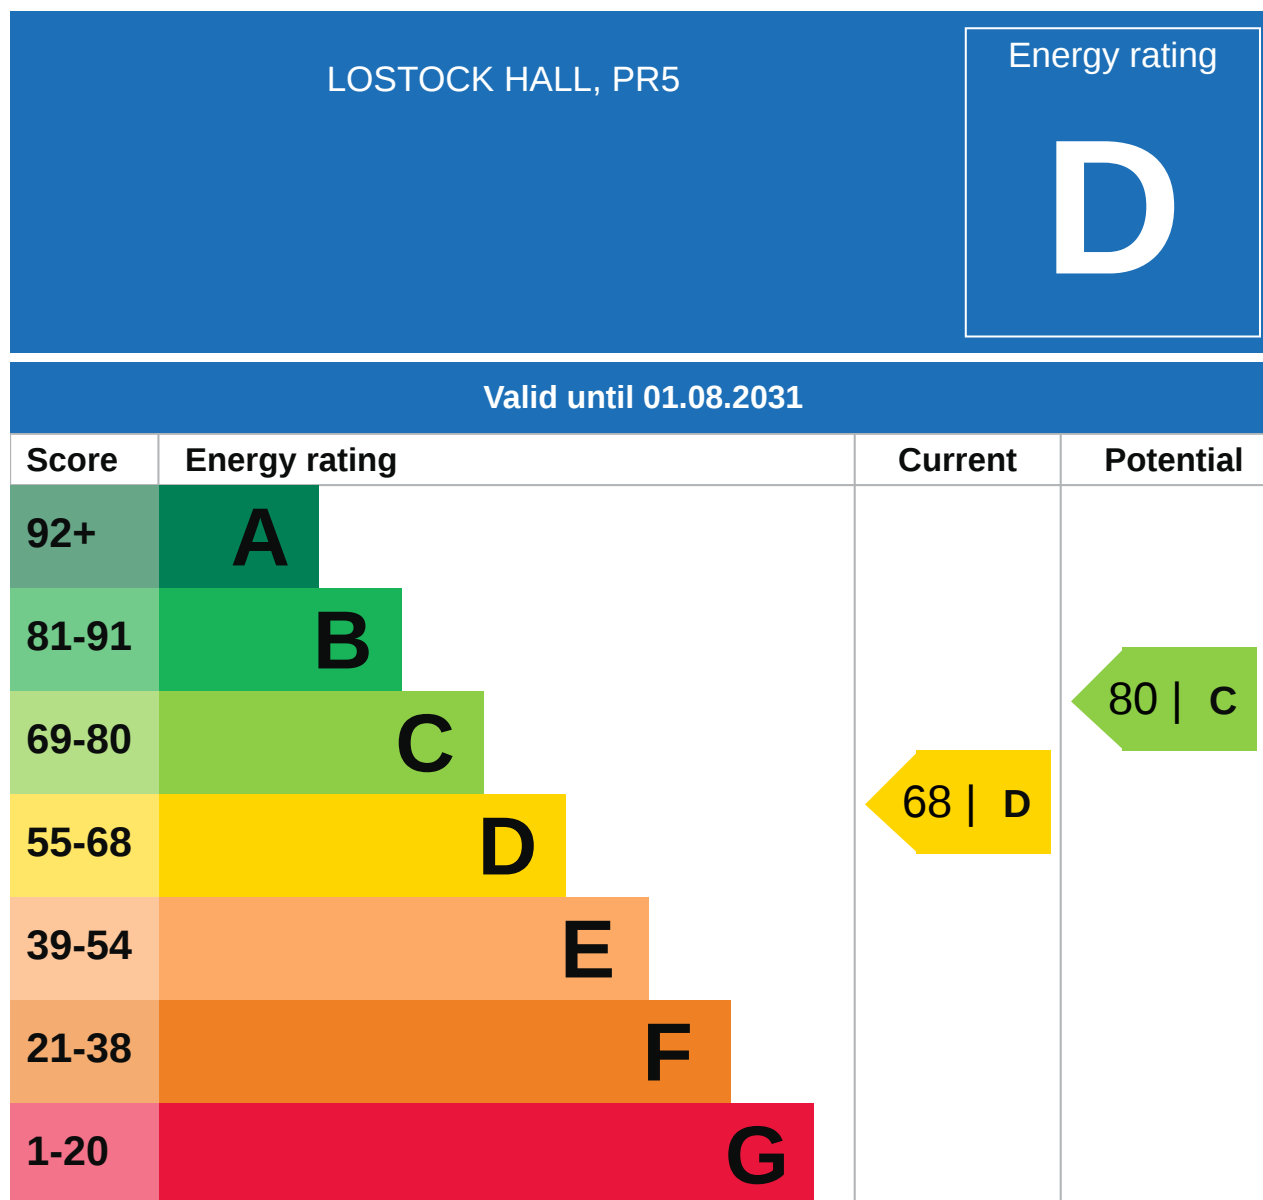 LOSTOCK HALL, PR5
Energy rating
D
Valid until 01.08.2031
Score Energy rating Current Potential
92+ A
81-91 B
80 | C
69-80 C
68 | D
55-68 D
39-54 E
21-38 F
1-20 G